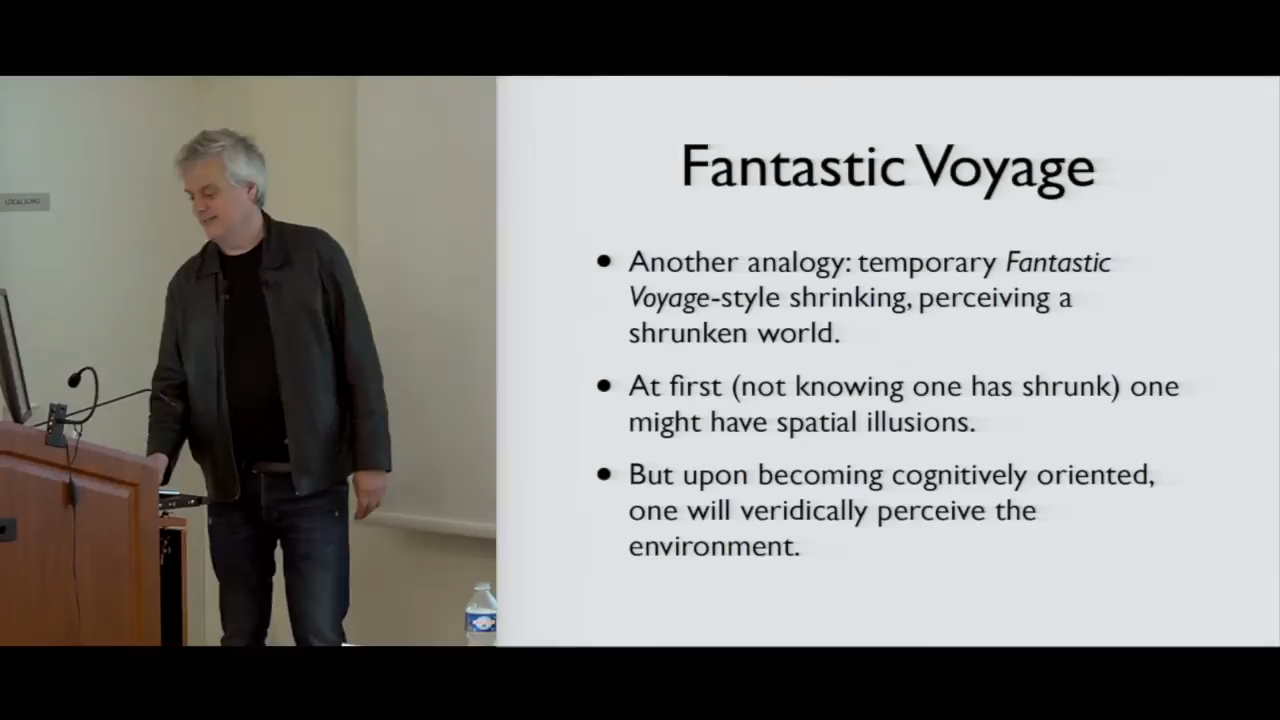 Fantastic Voyage
• Another analogy: temporary Fantastic
Voyage-style shrinking, perceiving a
shrunken world.
• At first (not knowing one has shrunk) one
might have spatial illusions.
• But upon becoming cognitively oriented,
one will veridically perceive the
environment.